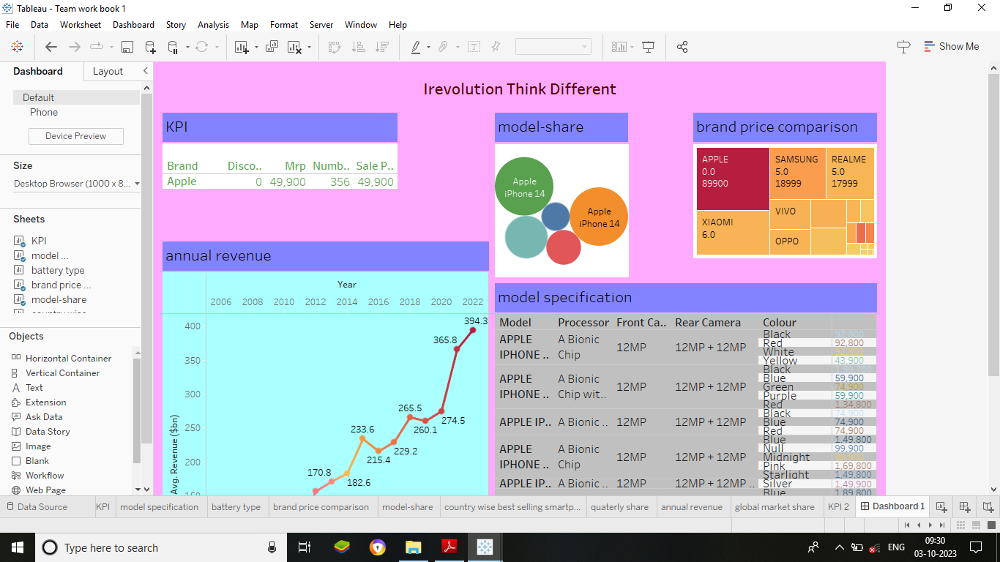 Tableau - Team work book 1
File Data Worksheet Dashboard Story Analysis Map Format Server Window Help
Show Me
Dashboard Layout
Default
Phone
Device Preview
Size
Desktop Browser (1000 x 8...
Sheets
KPI
model ...
battery type
brand price ...
model-share
Objects
Horizontal Container
Vertical Container
Text
Extension
Ask Data
Data Story
Image
Blank
Workflow
Web Page
Irevolution Think Different
KPI
Brand Disco.. Mrp Numb.. Sale P..
Apple 0 49,900 356 49,900
model-share
Apple
iPhone 14
Apple
iPhone 14
brand price comparison
APPLE
0.0
89900
SAMSUNG
5.0
18999
REALME
5.0
17999
XIAOMI
6.0
VIVO
OPPO
annual revenue
Year
2006 2008 2010 2012 2014 2016 2018 2020 2022
Avg. Revenue ($bn)
400
350
300
250
200
150
394.3
365.8
265.5
274.5
260.1
233.6
229.2
215.4
170.8
182.6
model specification
Model Processor Front Ca.. Rear Camera Colour
APPLE IPHONE .. A Bionic Chip 12MP 12MP + 12MP
Black 92,800
Red 92,800
White
Yellow 43,900
APPLE IPHONE .. A Bionic Chip wit.. 12MP 12MP + 12MP
Black
Blue 59,900
Green 74,900
Purple 59,900
Red 1,34,800
APPLE IP.. A Bionic .. 12MP 12MP + 12MP
Black 74,900
Blue 74,900
Red 74,900
APPLE IPHONE .. A Bionic Chip 12MP 12MP + 12MP
Blue 1,49,800
Null 99,900
Midnight
Pink 1,69,800
Starlight 1,49,800
APPLE IP.. A Bionic .. 12MP 12MP + 12MP ..
Silver 1,49,900
Blue 1,89,800
Data Source KPI model specification battery type brand price comparison model-share country wise best selling smartp... quaterly share annual revenue global market share KPI 2 Dashboard 1
Type here to search
ENG
09:30
03-10-2023